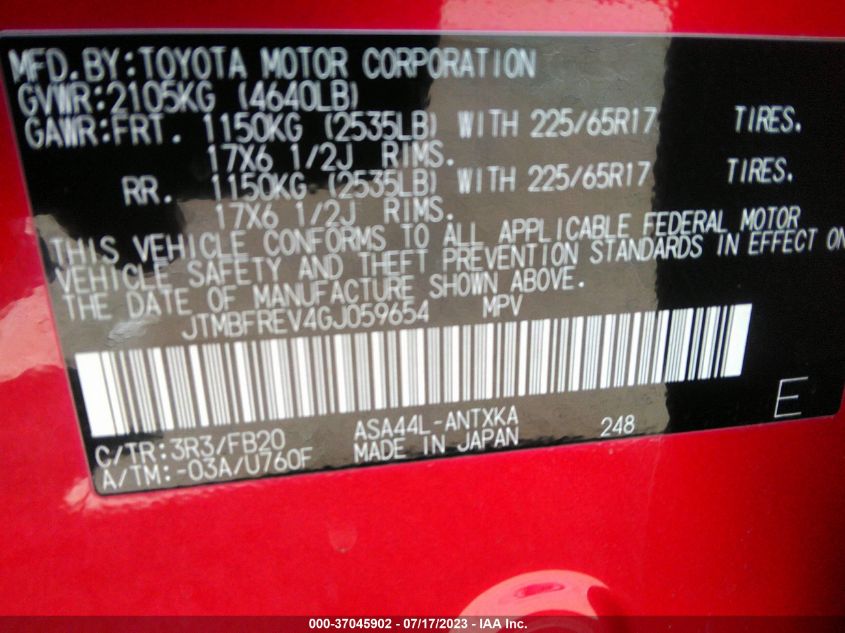 MFD.BY:TOYOTA MOTOR CORPORATION
GVWR:2105KG (4640LB)
GAWR:FRT. 1150KG (2535LB) WITH 225/65R17 TIRES.
17X6 1/2J RIMS.
RR. 1150KG (2535LB) WITH 225/65R17 TIRES.
17X6 1/2J RIMS.
THIS VEHICLE CONFORMS TO ALL APPLICABLE FEDERAL MOTOR
VEHICLE SAFETY AND THEFT PREVENTION STANDARDS IN EFFECT ON
THE DATE OF MANUFACTURE SHOWN ABOVE.
JTMBFREV4GJ059654 MPV
E
C/TR:3R3/FB20 ASA44L-ANTXKA 248
A/TM:-03A/U760F MADE IN JAPAN
000-37045902 - 07/17/2023 - IAA Inc.